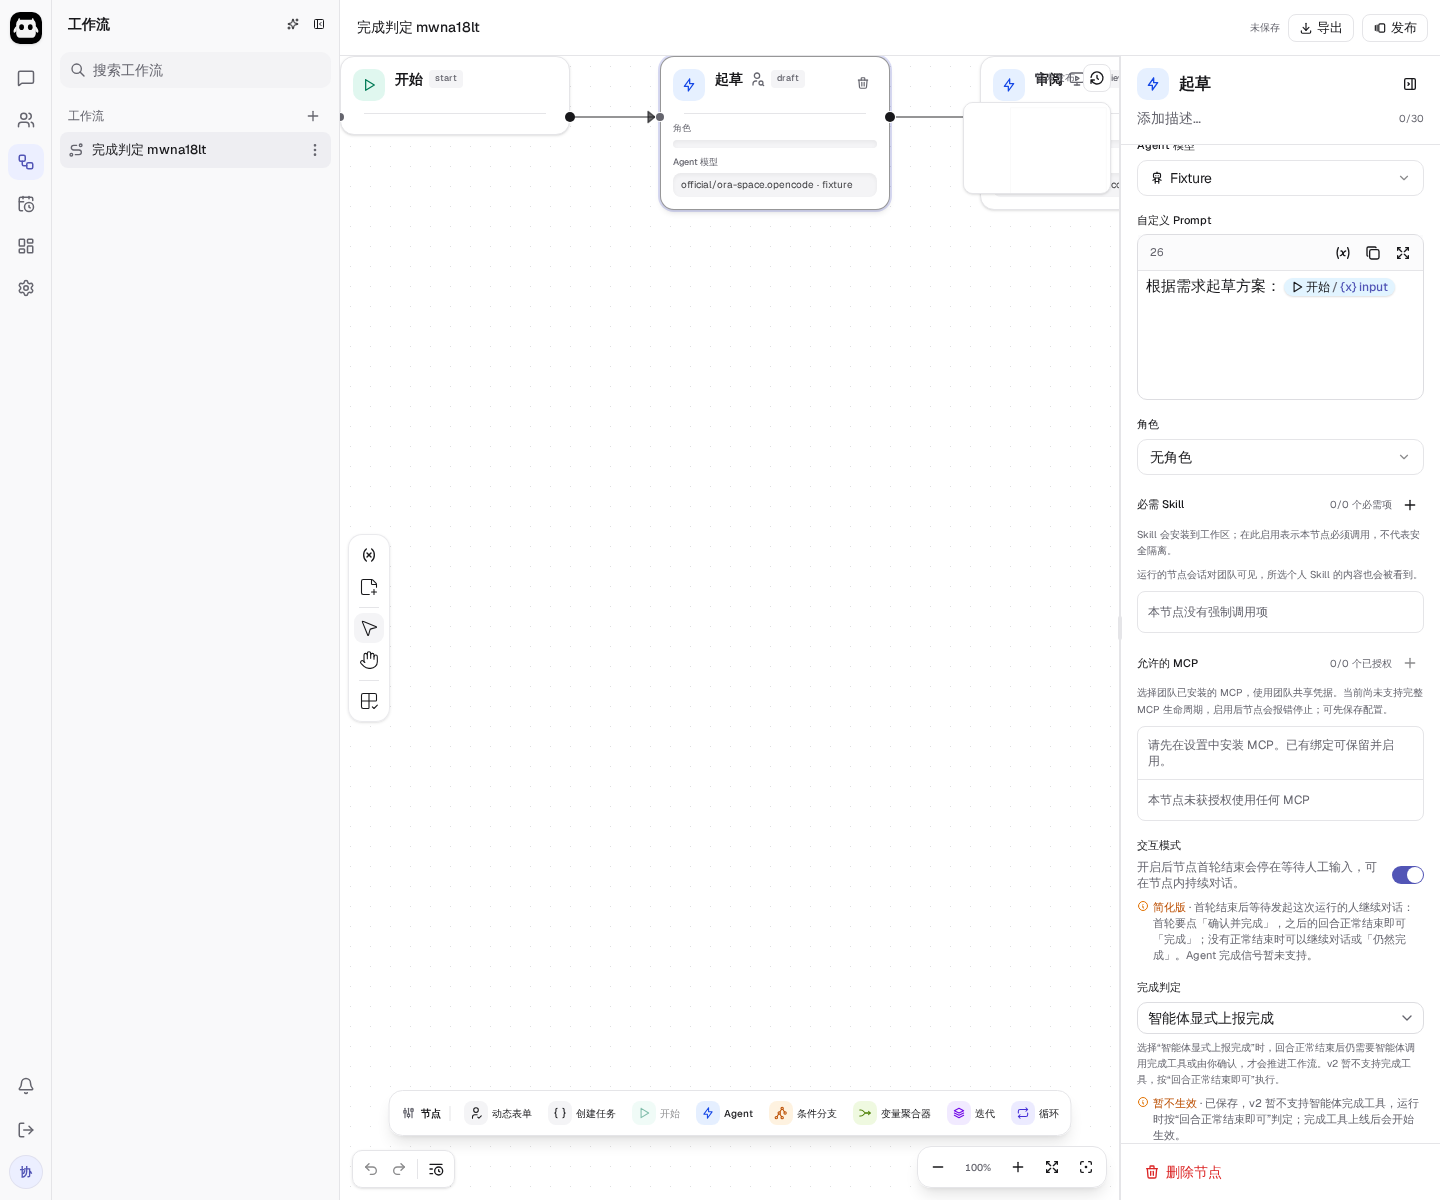 工作流
搜索工作流
工作流
完成判定 mwna18lt
协
完成判定 mwna18lt
未保存
导出
发布
开始 start
起草 draft
角色
Agent 模型
official/ora-space.opencode · fixture
审阅
节点
动态表单
创建任务
开始
Agent
条件分支
变量聚合器
迭代
循环
100%
起草
添加描述...
0/30
Agent 模型
Fixture
自定义 Prompt
26
(x)
根据需求起草方案： 开始 / {x} input
角色
无角色
必需 Skill
0/0 个必需项
Skill 会安装到工作区；在此启用表示本节点必须调用，不代表安
全隔离。
运行的节点会话对团队可见，所选个人 Skill 的内容也会被看到。
本节点没有强制调用项
允许的 MCP
0/0 个已授权
选择团队已安装的 MCP，使用团队共享凭据。当前尚未支持完整
MCP 生命周期，启用后节点会报错停止；可先保存配置。
请先在设置中安装 MCP。已有绑定可保留并启
用。
本节点未获授权使用任何 MCP
交互模式
开启后节点首轮结束会停在等待人工输入，可
在节点内持续对话。
简化版 · 首轮结束后等待发起这次运行的人继续对话：
首轮要点「确认并完成」，之后的回合正常结束即可
「完成」；没有正常结束时可以继续对话或「仍然完
成」。Agent 完成信号暂未支持。
完成判定
智能体显式上报完成
选择“智能体显式上报完成”时，回合正常结束后仍需要智能体调
用完成工具或由你确认，才会推进工作流。v2 暂不支持完成工
具，按“回合正常结束即可”执行。
暂不生效 · 已保存，v2 暂不支持智能体完成工具，运行
时按“回合正常结束即可”判定；完成工具上线后会开始
生效。
删除节点